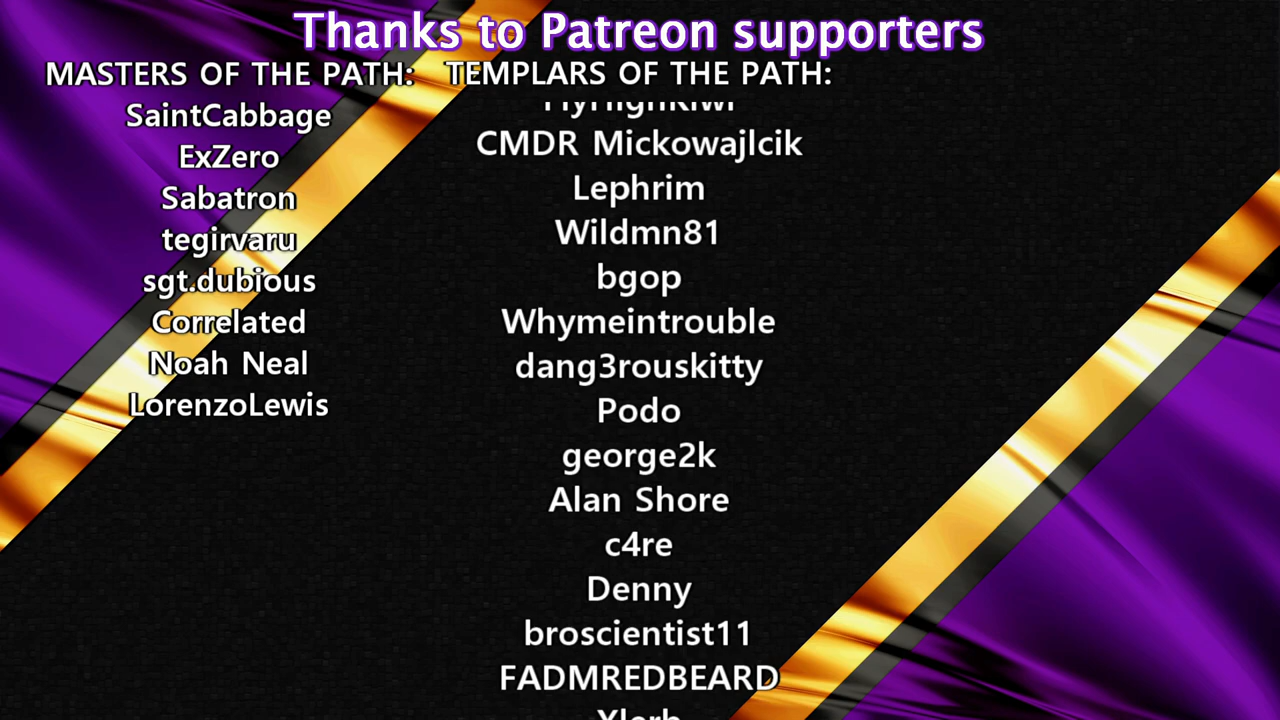 Thanks to Patreon supporters
MASTERS OF THE PATH:
SaintCabbage
ExZero
Sabatron
tegirvaru
sgt.dubious
Correlated
Noah Neal
LorenzoLewis
TEMPLARS OF THE PATH:
CMDR Mickowajlcik
Lephrim
Wildmn81
bgop
Whymeintrouble
dang3rouskitty
Podo
george2k
Alan Shore
c4re
Denny
broscientist11
FADMREDBEARD